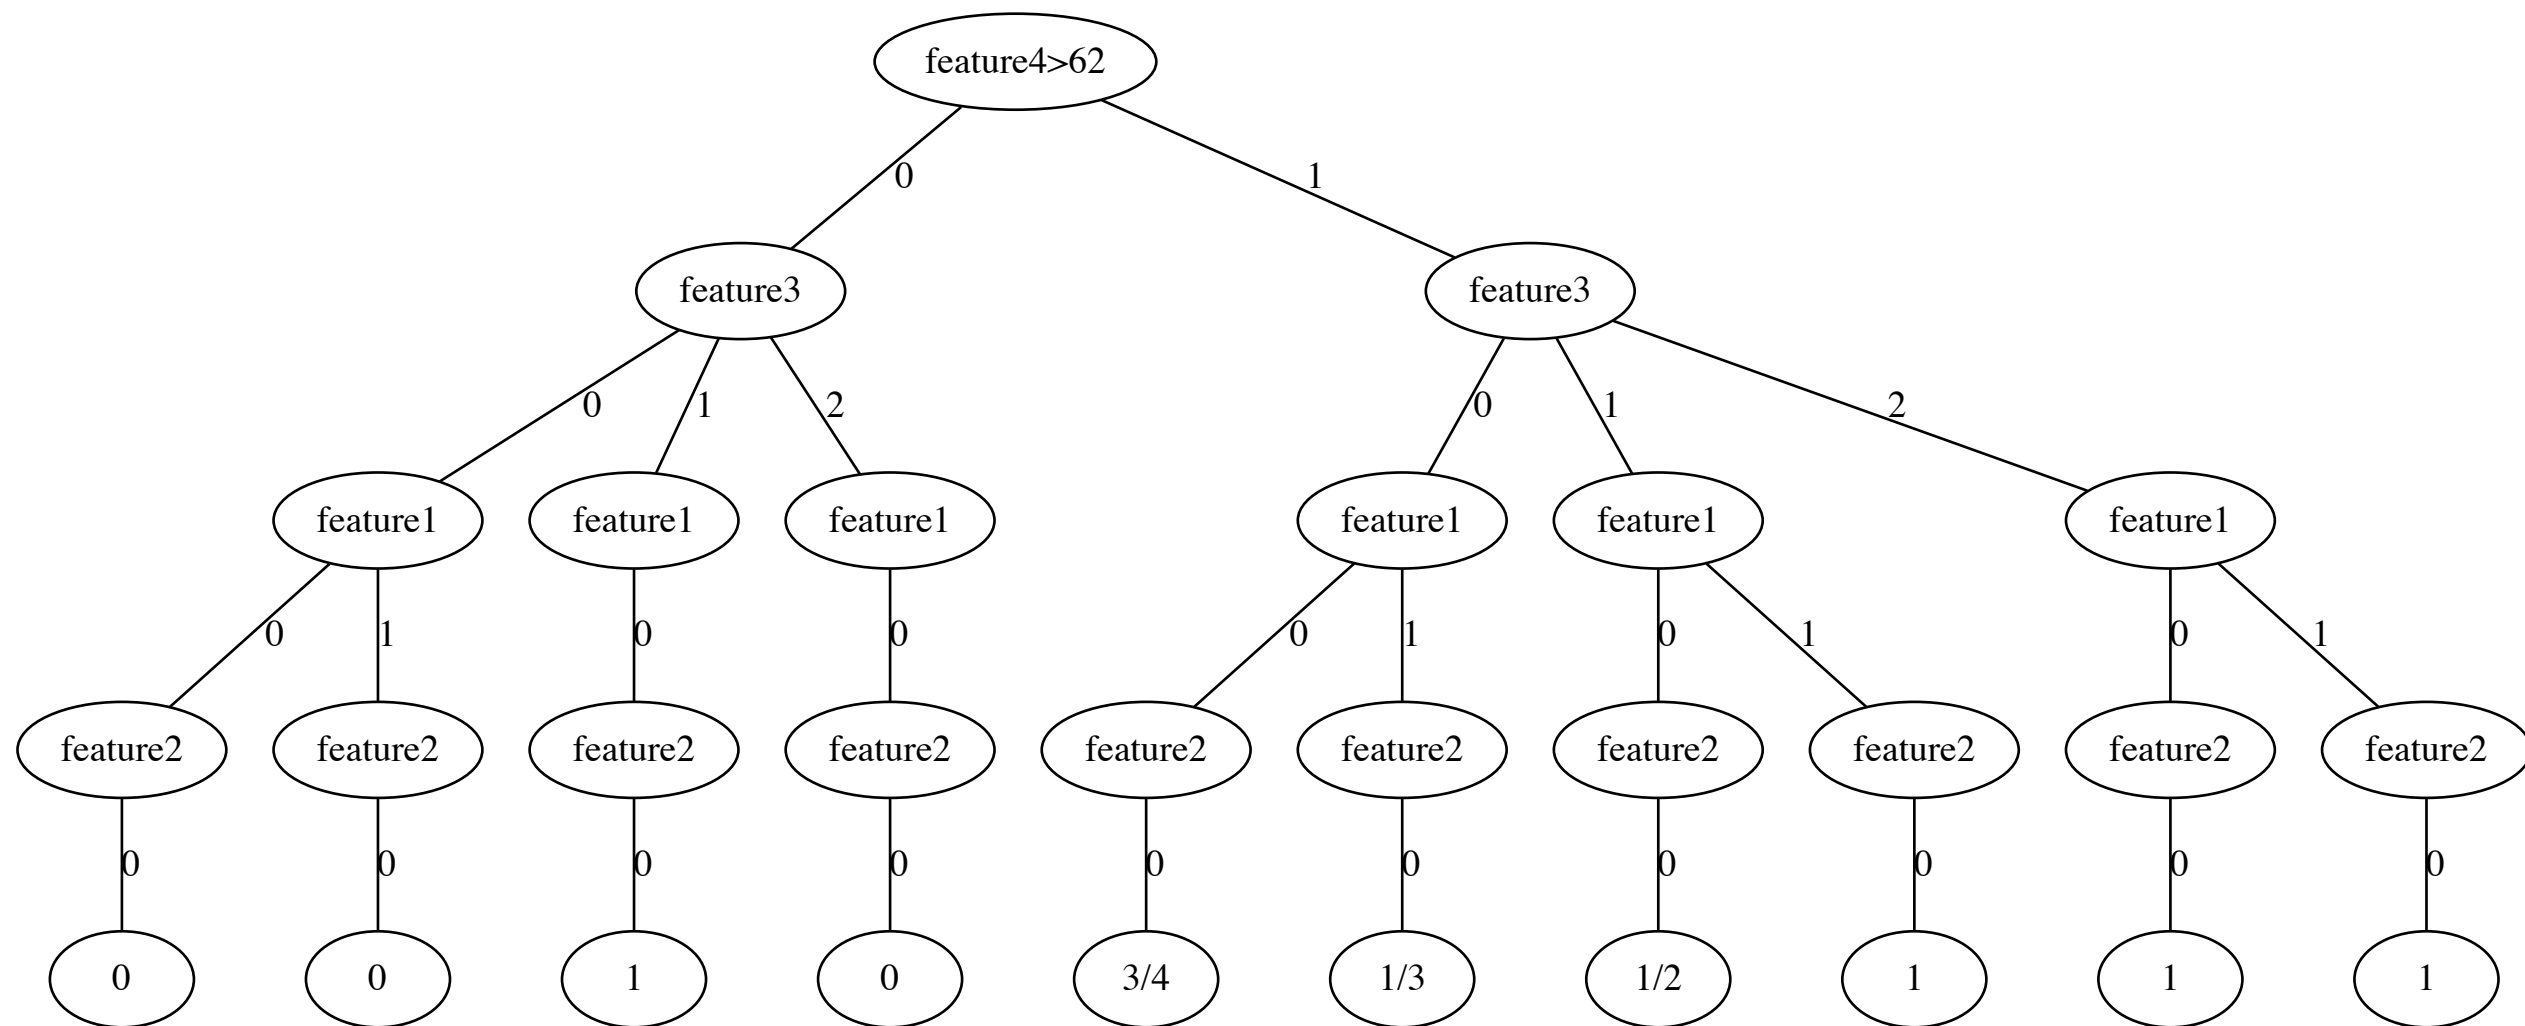 feature4>62
0 1
feature3 feature3
0 1 2 0 1 2
feature1 feature1 feature1 feature1 feature1 feature1
0 1 0 0 0 1 0 1 0 1
feature2 feature2 feature2 feature2 feature2 feature2 feature2 feature2 feature2 feature2
0 0 0 0 0 0 0 0 0 0
0 0 1 0 3/4 1/3 1/2 1 1 1